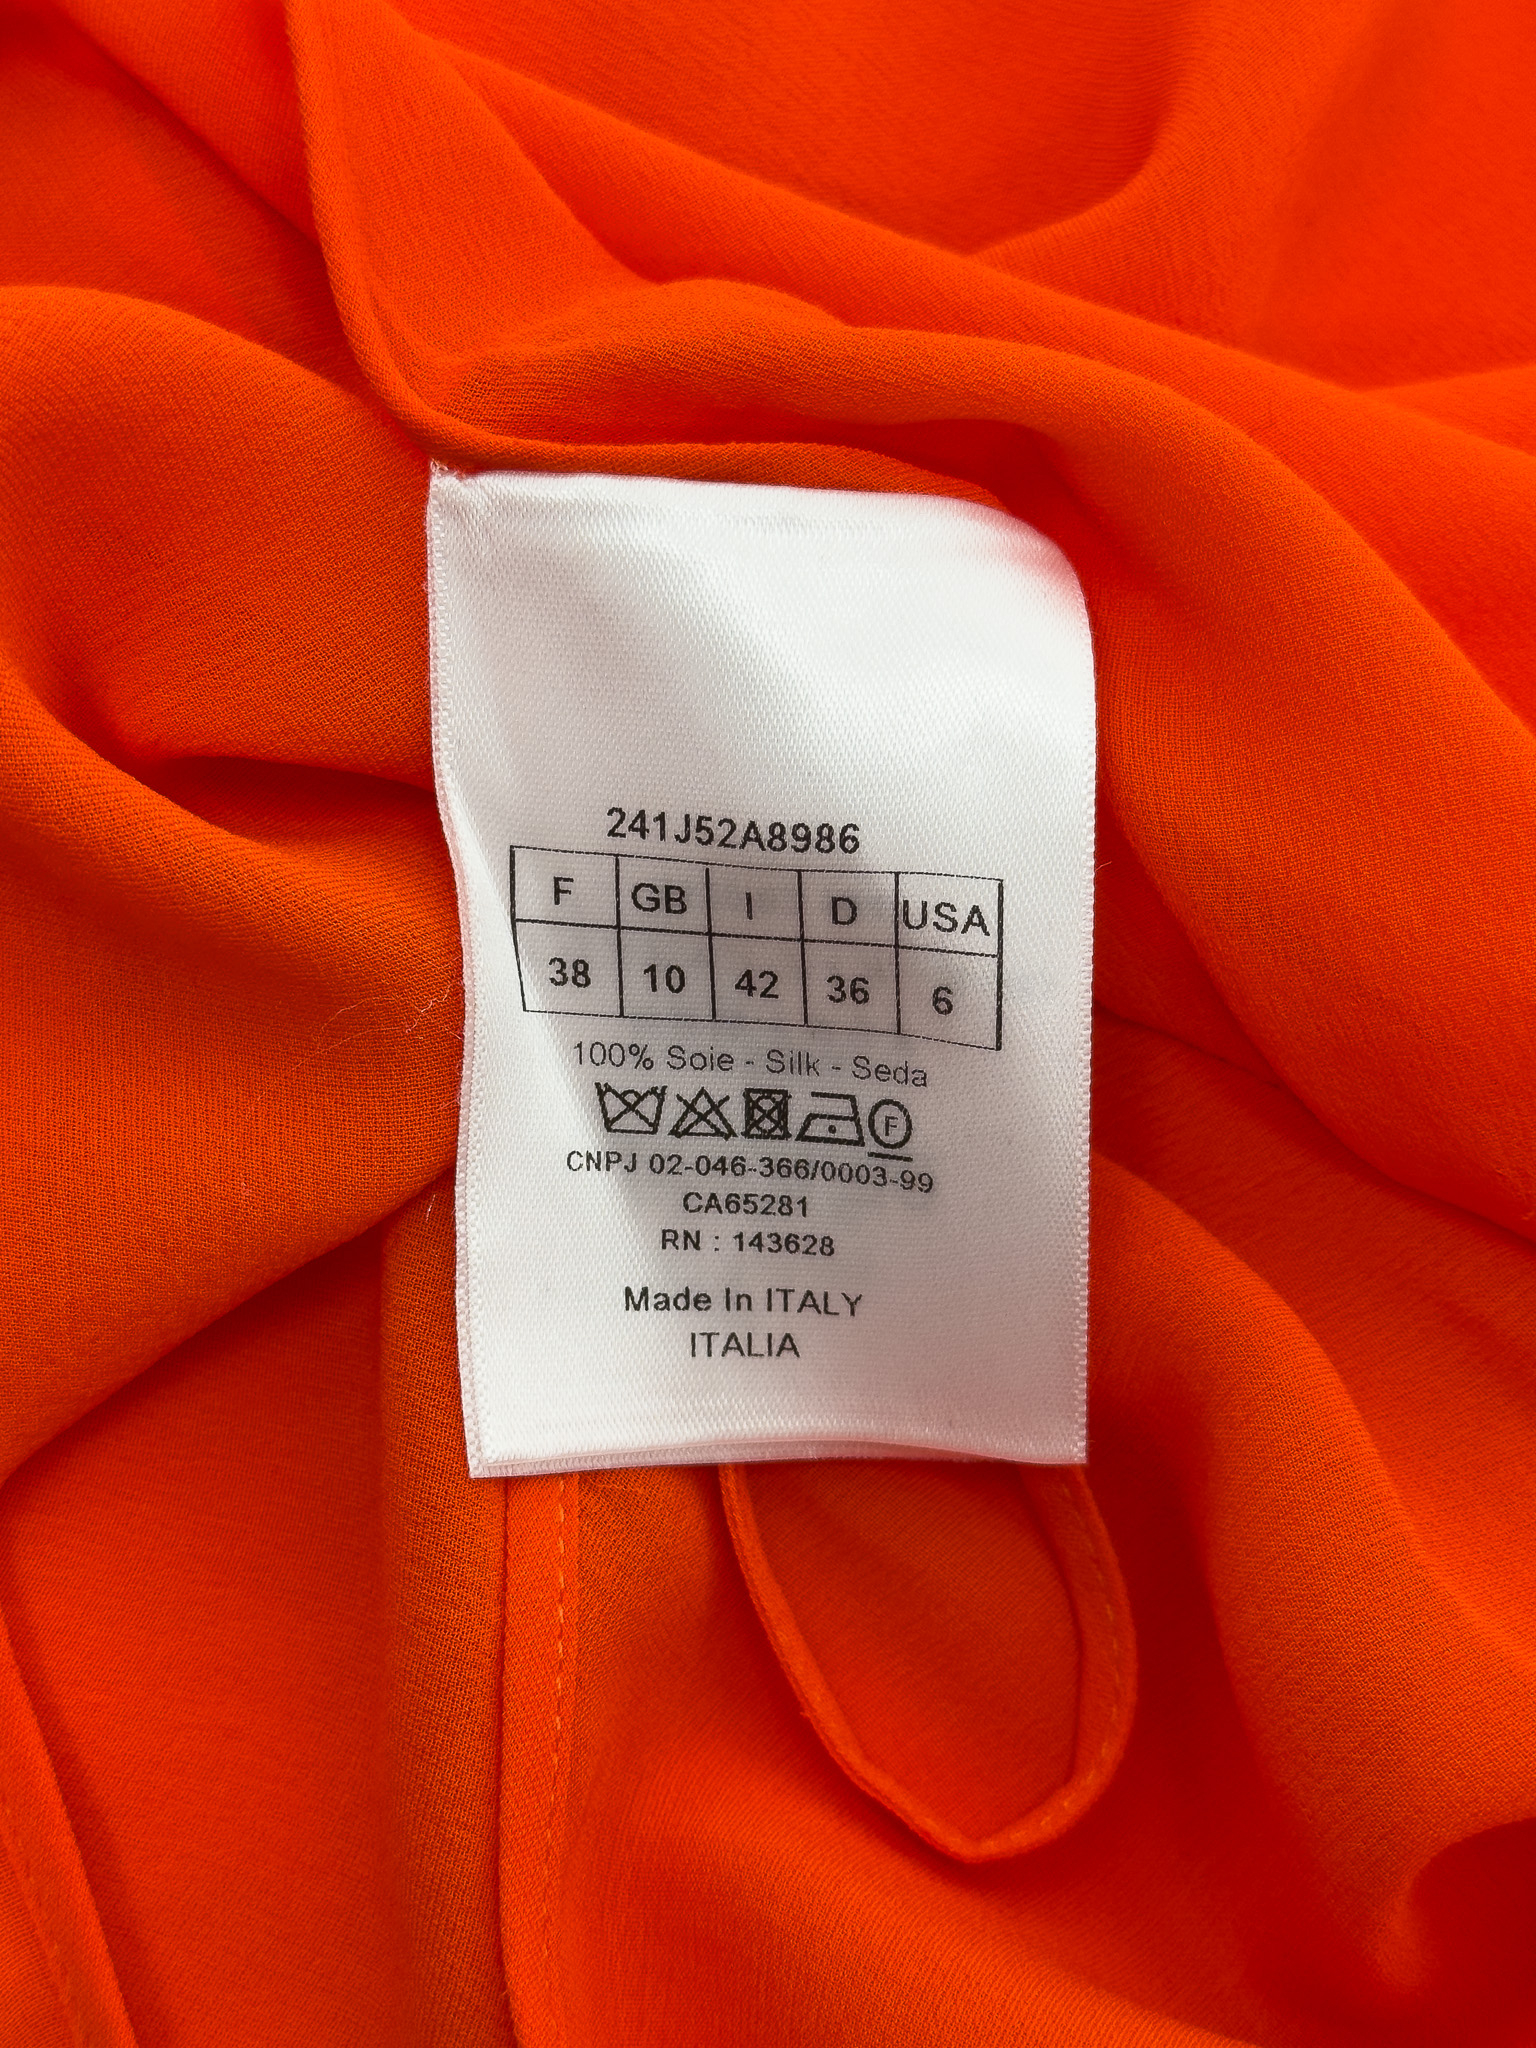 241J52A8986
F GB I D USA
38 10 42 36 6
100% Soie - Silk - Seda
F
CNPJ 02-046-366/0003-99
CA65281
RN : 143628
Made In ITALY
ITALIA